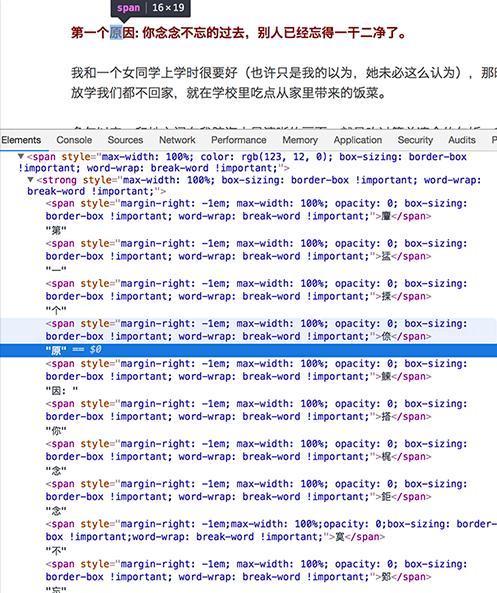 span 16×19
第一个原因: 你念念不忘的过去，别人已经忘得一干二净了。
我和一个女同学上学时很要好（也许只是我的以为，她未必这么认为），那时
放学我们都不回家，就在学校里吃点从家里带来的饭菜。
Elements Console Sources Network Performance Memory Application Security Audits P
▼<span style="max-width: 100%; color: rgb(123, 12, 0); box-sizing: border-box
!important; word-wrap: break-word !important;">
▼<strong style="max-width: 100%; box-sizing: border-box !important; word-wrap:
break-word !important;">
<span style="margin-right: -1em; max-width: 100%; opacity: 0; box-sizing:
border-box !important; word-wrap: break-word !important;"></span>
"第"
<span style="margin-right: -1em; max-width: 100%; opacity: 0; box-sizing:
border-box !important; word-wrap: break-word !important;">猛</span>
"一"
<span style="margin-right: -1em; max-width: 100%; opacity: 0; box-sizing:
border-box !important; word-wrap: break-word !important;"></span>
"个"
<span style="margin-right: -1em; max-width: 100%; opacity: 0; box-sizing:
border-box !important; word-wrap: break-word !important;"></span>
"原" == $0
<span style="margin-right: -1em; max-width: 100%; opacity: 0; box-sizing:
border-box !important; word-wrap: break-word !important;"></span>
"因: "
<span style="margin-right: -1em; max-width: 100%; opacity: 0; box-sizing:
border-box !important; word-wrap: break-word !important;">搭</span>
"你"
<span style="margin-right: -1em; max-width: 100%; opacity: 0; box-sizing:
border-box !important; word-wrap: break-word !important;">梶</span>
"念"
<span style="margin-right: -1em; max-width: 100%; opacity: 0; box-sizing:
border-box !important; word-wrap: break-word !important;">鉅</span>
"念"
<span style="margin-right: -1em;max-width: 100%;opacity: 0;box-sizing: border-
box !important;word-wrap: break-word !important;">寞</span>
"不"
<span style="margin-right: -1em; max-width: 100%; opacity: 0; box-sizing:
border-box !important; word-wrap: break-word !important;">郊</span>
"忘"